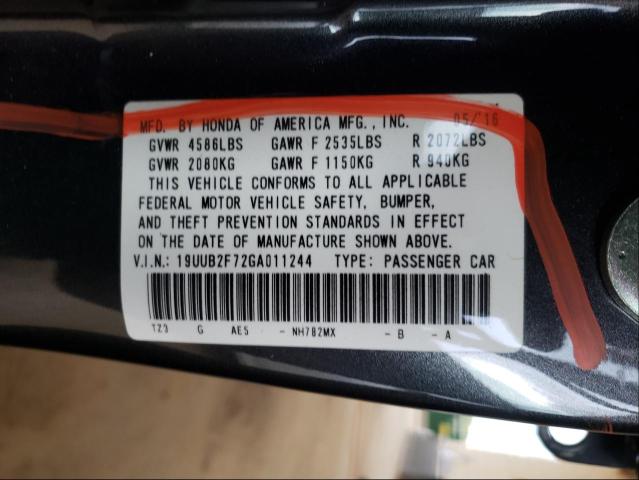 MFD. BY HONDA OF AMERICA MFG., INC. 05/'16
GVWR 4586LBS GAWR F 2535LBS R 2072LBS
GVWR 2080KG GAWR F 1150KG R 940KG
THIS VEHICLE CONFORMS TO ALL APPLICABLE
FEDERAL MOTOR VEHICLE SAFETY, BUMPER,
AND THEFT PREVENTION STANDARDS IN EFFECT
ON THE DATE OF MANUFACTURE SHOWN ABOVE.
V.I.N.: 19UUB2F72GA011244 TYPE: PASSENGER CAR
TZ3 G AE5 - NH782MX - B - A